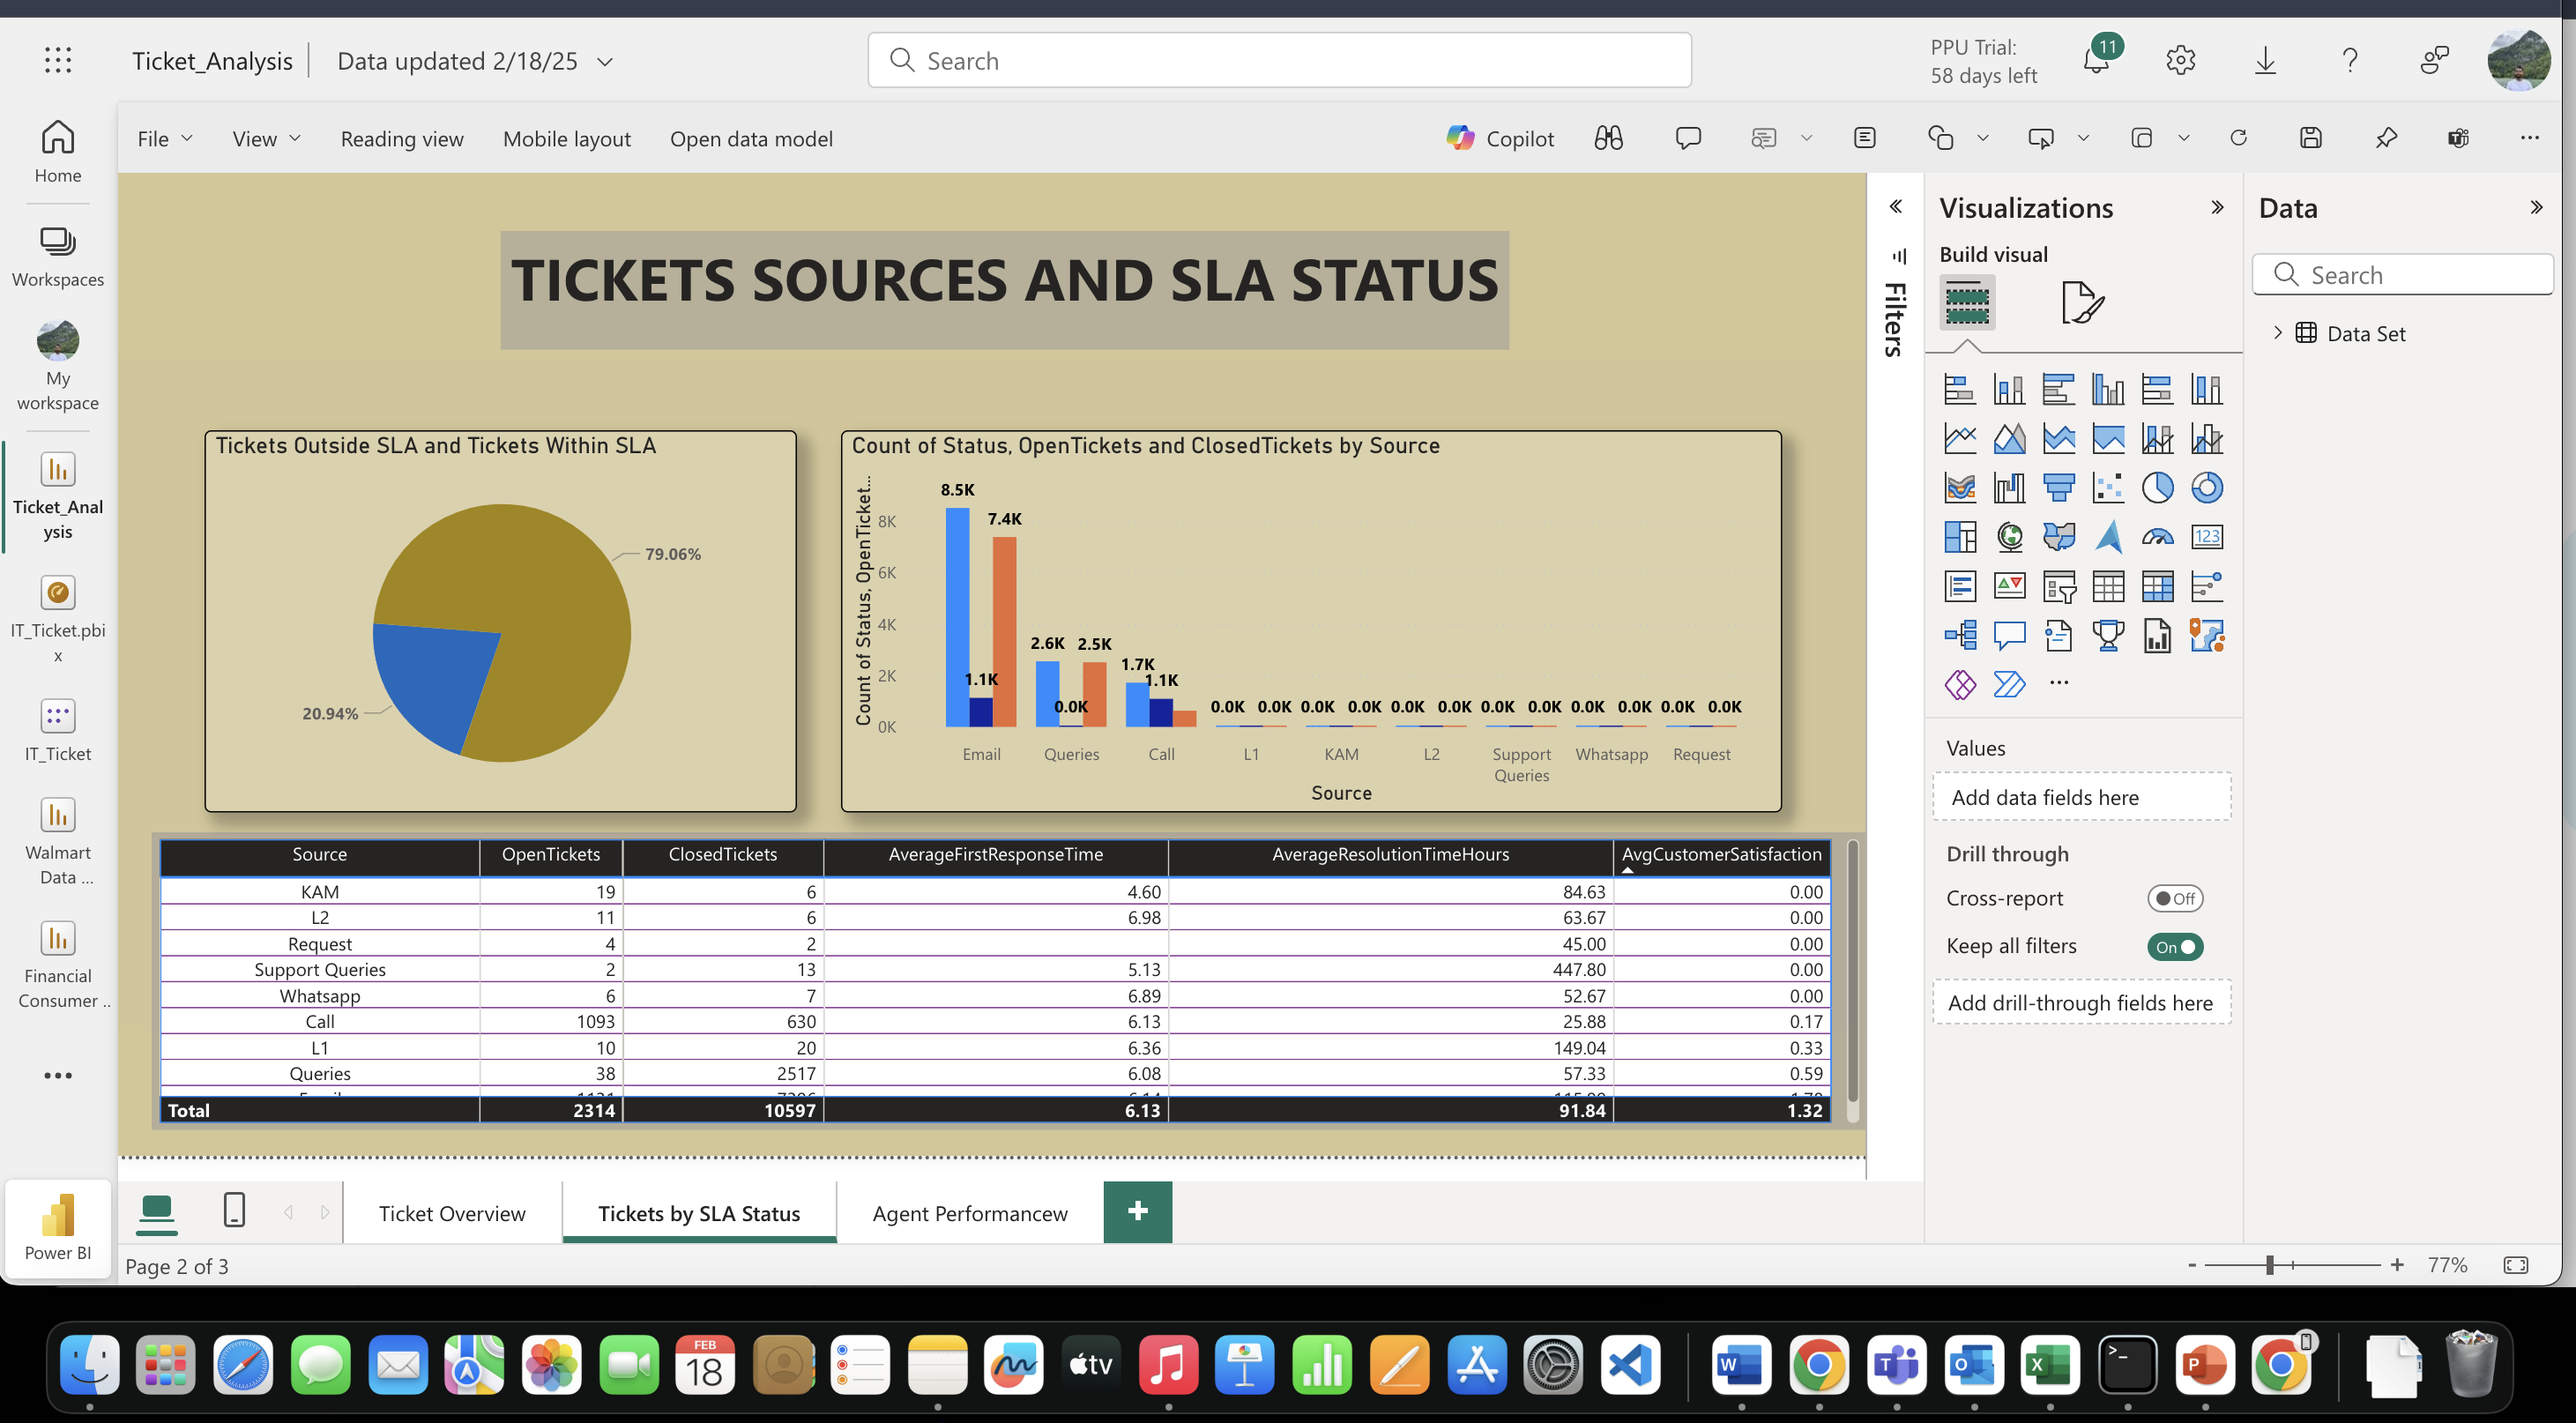 Ticket_Analysis
Data updated 2/18/25
Search
PPU Trial:
58 days left
11
Home
Workspaces
My
workspace
Ticket_Anal
ysis
IT_Ticket.pbi
x
IT_Ticket
Walmart
Data ...
Financial
Consumer ..
Power BI
File
View
Reading view
Mobile layout
Open data model
Copilot
TICKETS SOURCES AND SLA STATUS
Tickets Outside SLA and Tickets Within SLA
79.06%
20.94%
Count of Status, OpenTickets and ClosedTickets by Source
Count of Status, OpenTicket...
8K
6K
4K
2K
0K
8.5K
1.1K
7.4K
2.6K
0.0K
2.5K
1.7K
1.1K
0.0K 0.0K 0.0K 0.0K 0.0K 0.0K 0.0K 0.0K 0.0K 0.0K 0.0K 0.0K
Email Queries Call L1 KAM L2 Support Whatsapp Request
Queries
Source
Source OpenTickets ClosedTickets AverageFirstResponseTime AverageResolutionTimeHours AvgCustomerSatisfaction
KAM 19 6 4.60 84.63 0.00
L2 11 6 6.98 63.67 0.00
Request 4 2 45.00 0.00
Support Queries 2 13 5.13 447.80 0.00
Whatsapp 6 7 6.89 52.67 0.00
Call 1093 630 6.13 25.88 0.17
L1 10 20 6.36 149.04 0.33
Queries 38 2517 6.08 57.33 0.59
Total 2314 10597 6.13 91.84 1.32
Filters
Visualizations
Build visual
123
Values
Add data fields here
Drill through
Cross-report
Off
Keep all filters
On
Add drill-through fields here
Data
Search
Data Set
Ticket Overview
Tickets by SLA Status
Agent Performancew
Page 2 of 3
77%
FEB
18
tv
W
T
O
X
>_
P